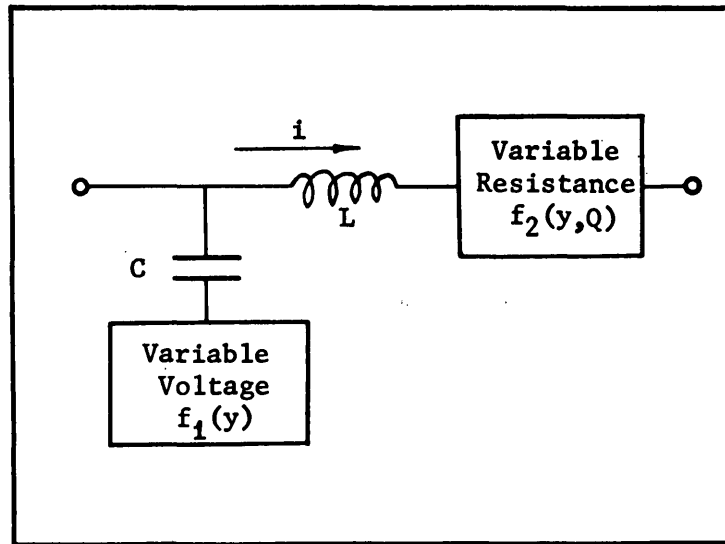 i
Variable
Resistance
f₂(y,Q)
L
C
Variable
Voltage
f₁(y)